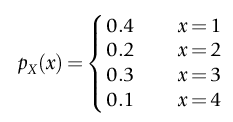 0.4 x = 1
0.2 x = 2
p_X(x) = { 0.3 x = 3
0.1 x = 4